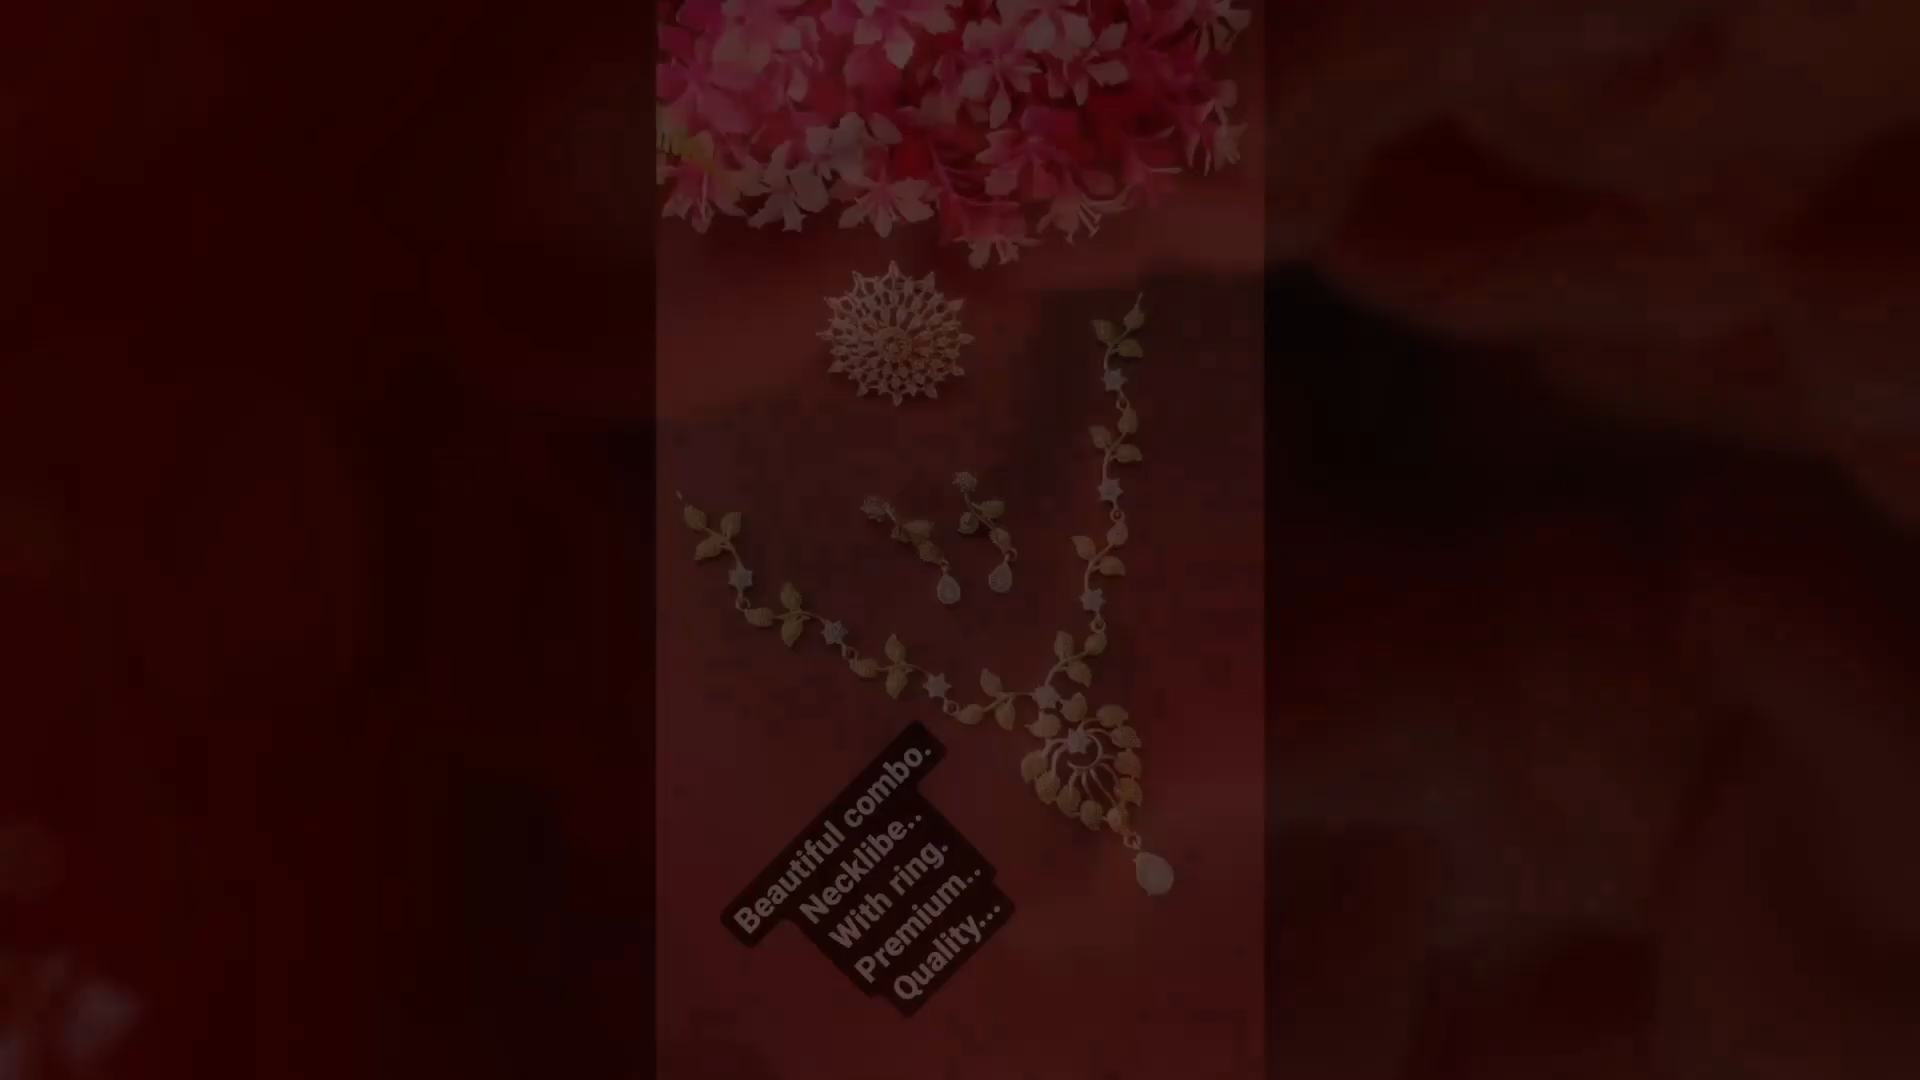 Beautiful combo.
Necklibe..
With ring.
Premium..
Quality...